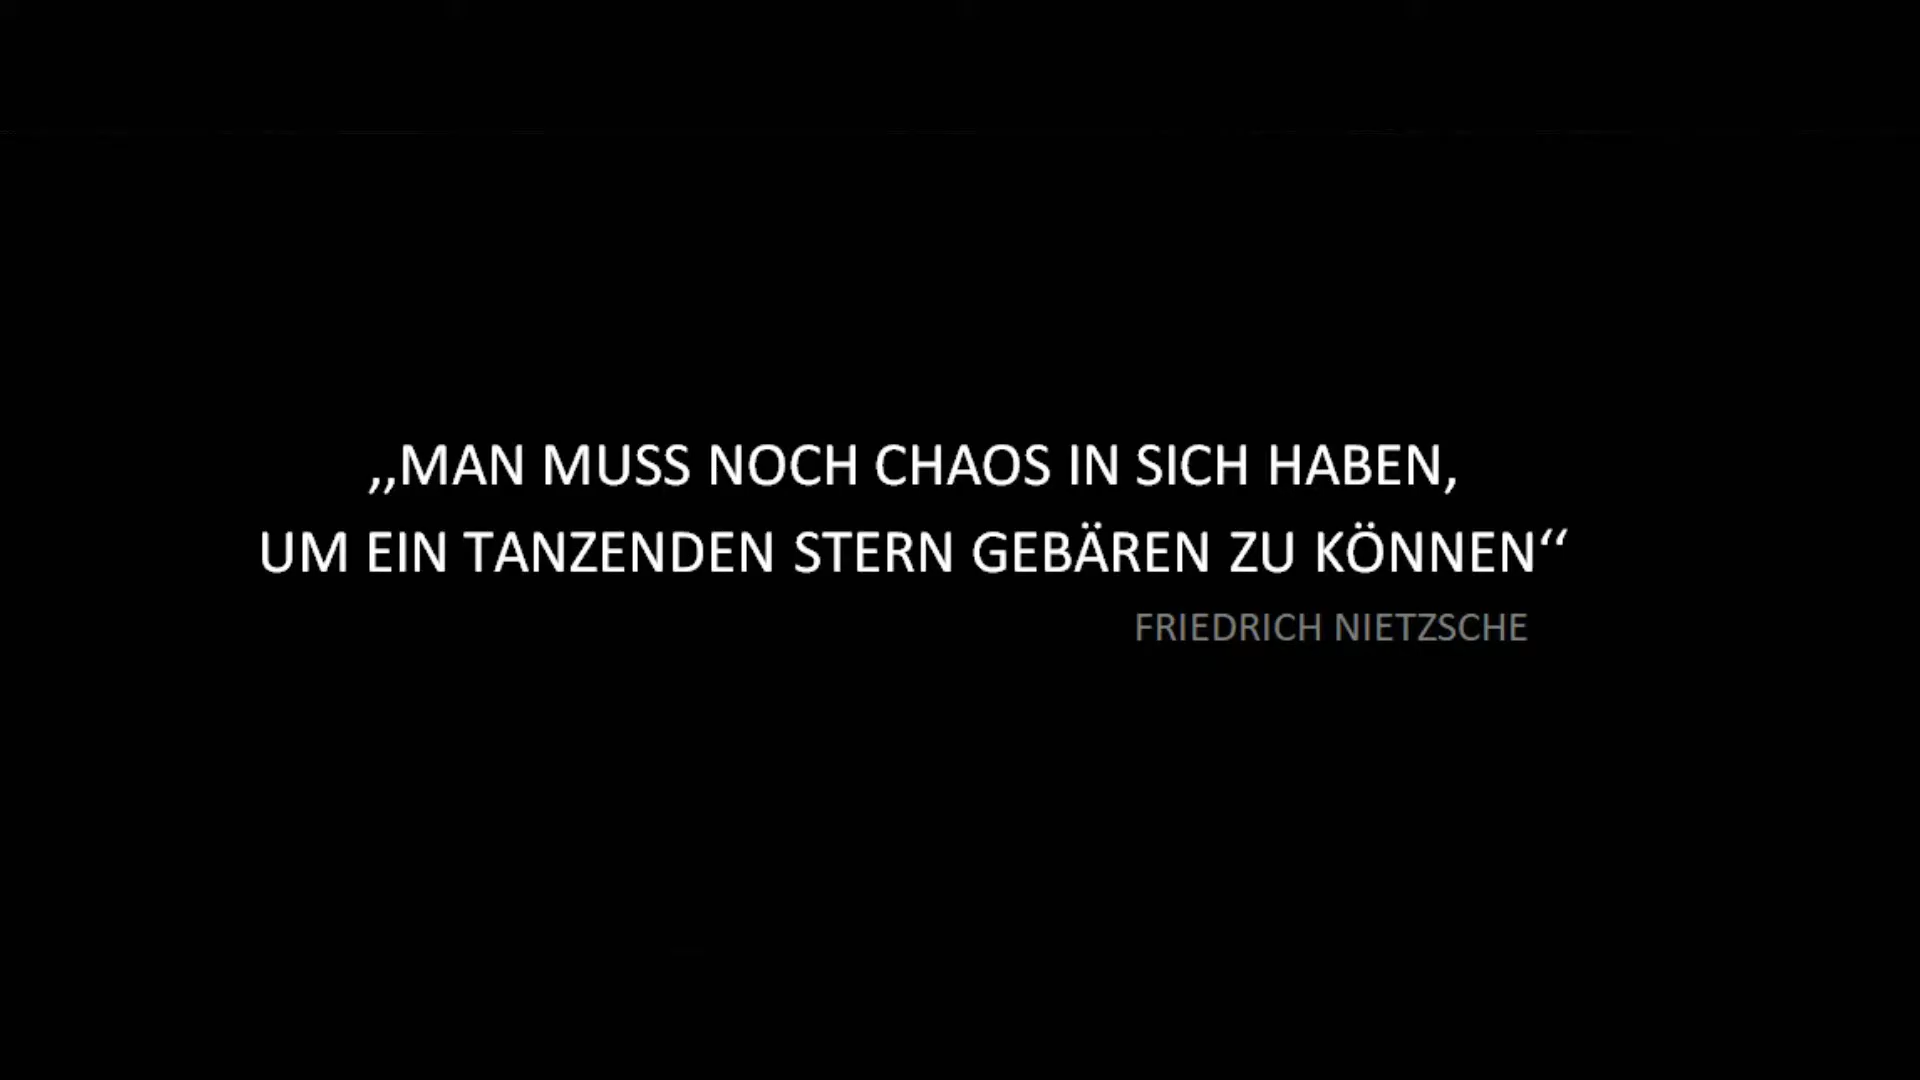 ,,MAN MUSS NOCH CHAOS IN SICH HABEN,
UM EIN TANZENDEN STERN GEBÄREN ZU KÖNNEN‘‘
FRIEDRICH NIETZSCHE